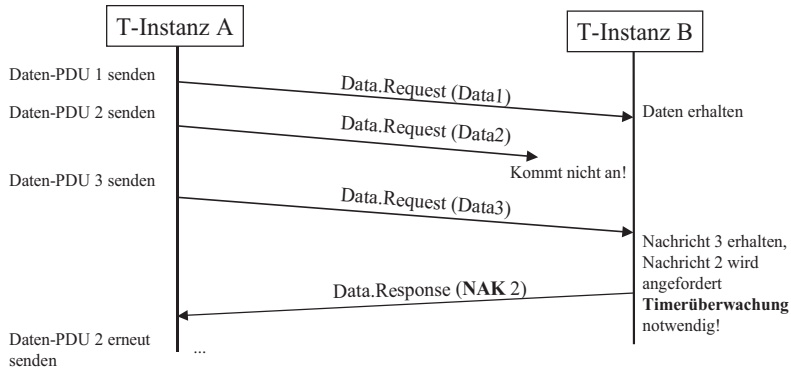 T-Instanz A
T-Instanz B
Daten-PDU 1 senden
Data.Request (Data1)
Daten erhalten
Daten-PDU 2 senden
Data.Request (Data2)
Kommt nicht an!
Daten-PDU 3 senden
Data.Request (Data3)
Nachricht 3 erhalten,
Nachricht 2 wird
angefordert
Timerüberwachung
notwendig!
Data.Response (NAK 2)
Daten-PDU 2 erneut
senden
...